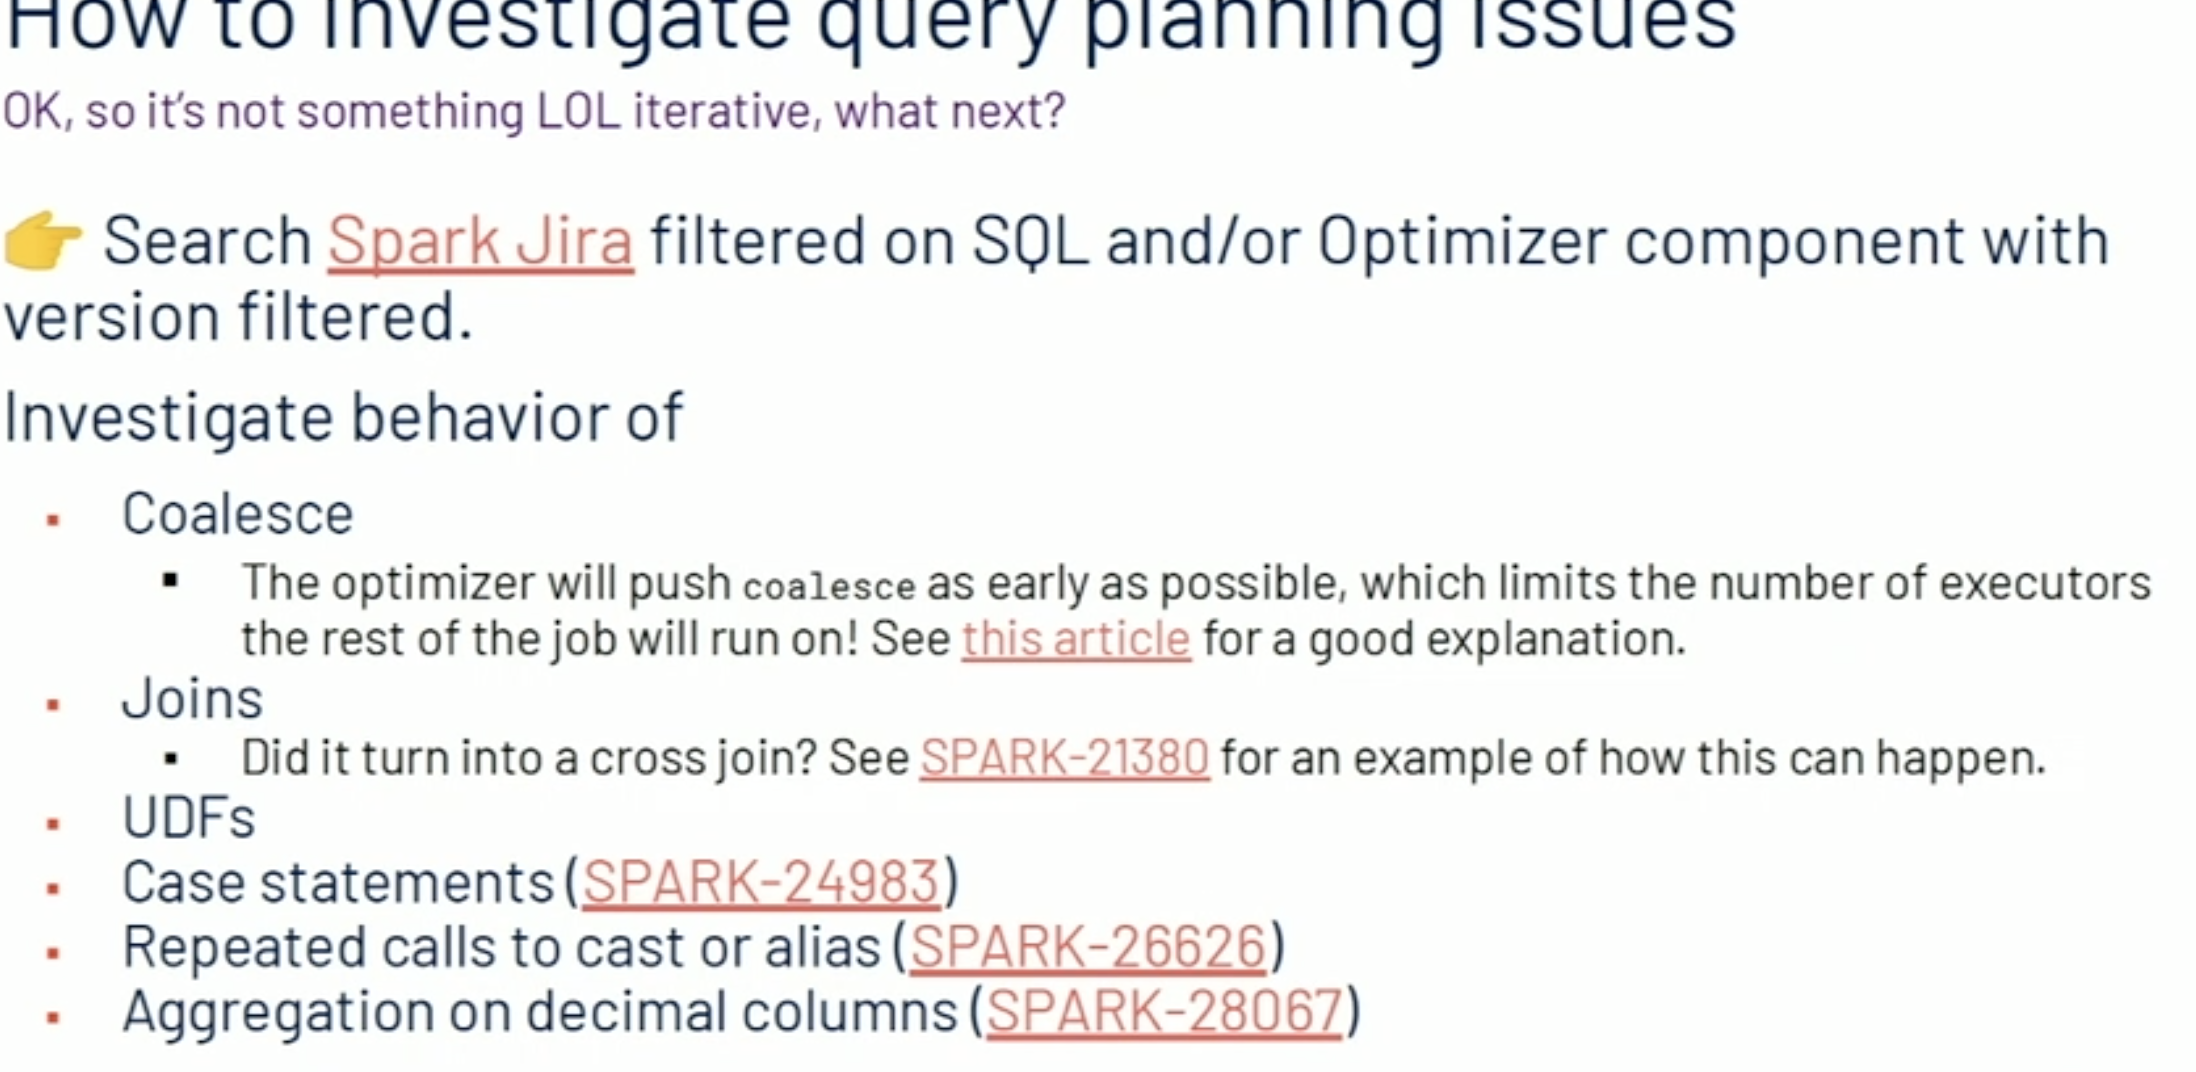 How to investigate query planning issues
OK, so it's not something LOL iterative, what next?
👉 Search Spark Jira filtered on SQL and/or Optimizer component with
version filtered.
Investigate behavior of
▪ Coalesce
▪ The optimizer will push coalesce as early as possible, which limits the number of executors
the rest of the job will run on! See this article for a good explanation.
▪ Joins
▪ Did it turn into a cross join? See SPARK-21380 for an example of how this can happen.
▪ UDFs
▪ Case statements (SPARK-24983)
▪ Repeated calls to cast or alias (SPARK-26626)
▪ Aggregation on decimal columns (SPARK-28067)